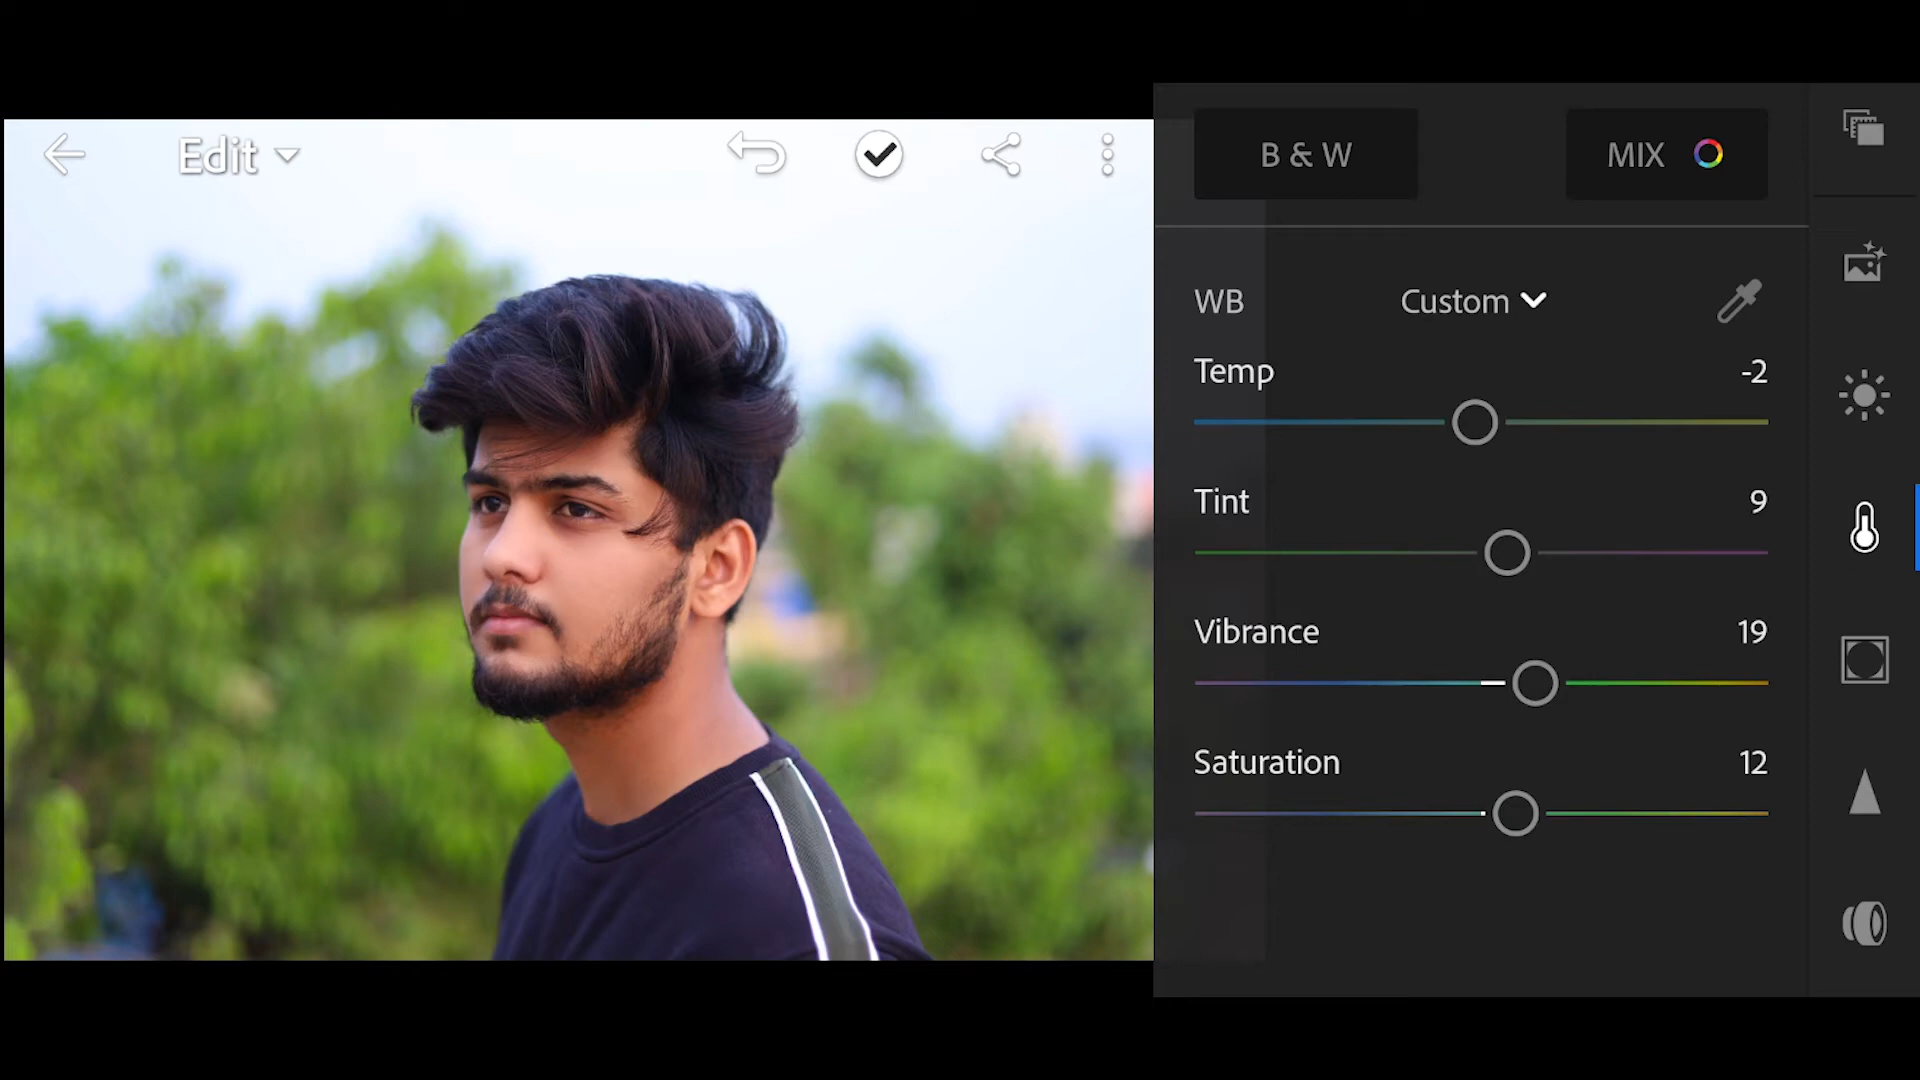 Edit
B & W
MIX
WB
Custom
Temp
-2
Tint
9
Vibrance
19
Saturation
12